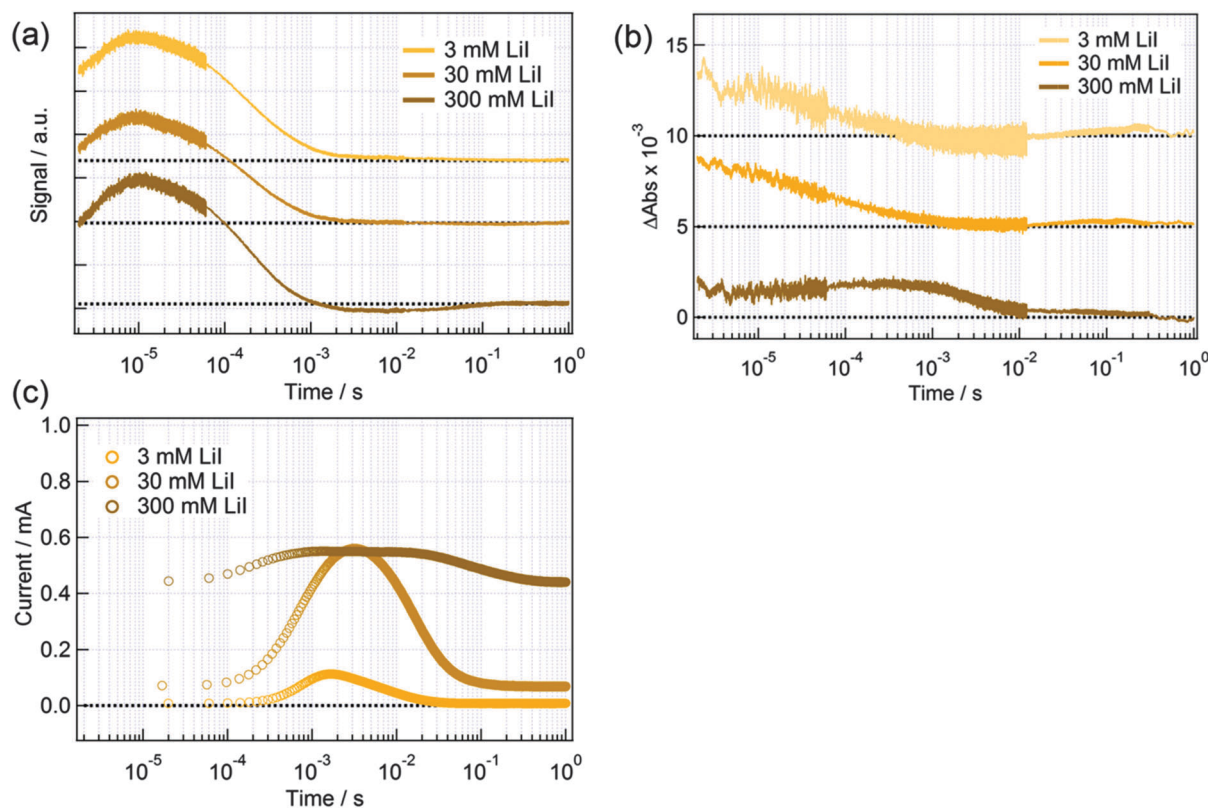 (a)
3 mM LiI
30 mM LiI
300 mM LiI
Signal / a.u.
10⁻⁵ 10⁻⁴ 10⁻³ 10⁻² 10⁻¹ 10⁰
Time / s
(b)
3 mM LiI
30 mM LiI
300 mM LiI
15
10
5
0
ΔAbs x 10⁻³
10⁻⁵ 10⁻⁴ 10⁻³ 10⁻² 10⁻¹ 10⁰
Time / s
(c)
3 mM LiI
30 mM LiI
300 mM LiI
1.0
0.8
0.6
0.4
0.2
0.0
Current / mA
10⁻⁵ 10⁻⁴ 10⁻³ 10⁻² 10⁻¹ 10⁰
Time / s